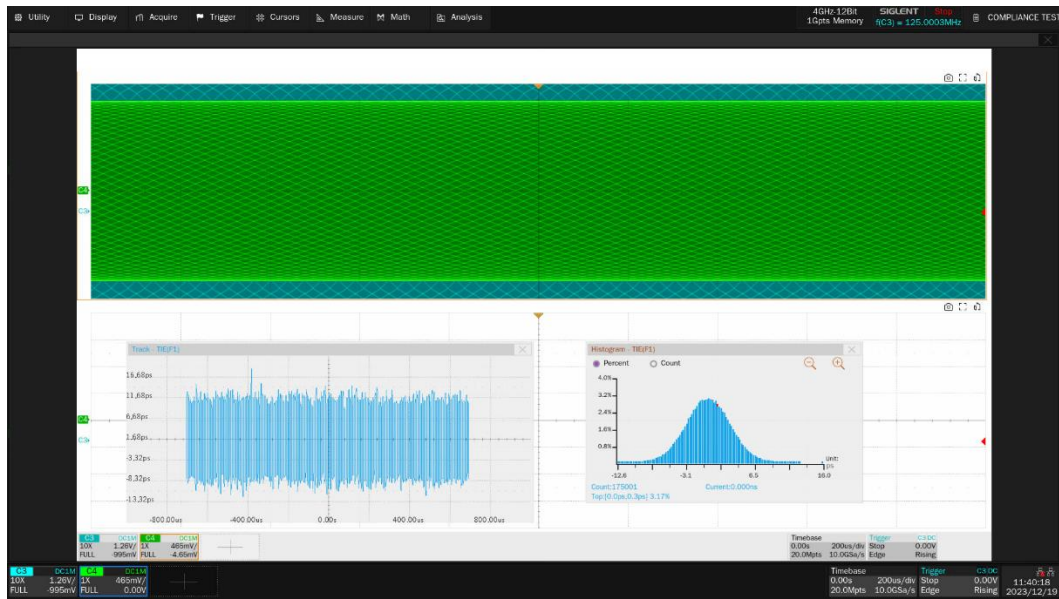 Utility Display Acquire Trigger Cursors Measure Math Analysis 4GHz-12Bit SIGLENT Stop COMPLIANCE TEST
1Gpts Memory f(C3) = 125.0003MHz
C4
C3
Track - TIE(F1)
16.68ps
11.68ps
6.68ps
1.68ps
-3.32ps
-8.32ps
-13.32ps
-800.00us -400.00us 0.00s 400.00us 800.00us
Histogram - TIE(F1)
Percent Count
4.0%
3.2%
2.4%
1.6%
0.8%
Unit:
ps
-12.6 -3.1 6.5 16.0
Count:175001 Current:0.000ns
Top:[0.0ps,0.3ps] 3.17%
C4
C3
C3 DC1M C4 DC1M
10X 1.26V/ 1X 465mV/
FULL -995mV FULL -4.65mV
Timebase Trigger C3 DC
0.00s 200us/div Stop 0.00V
20.0Mpts 10.0GSa/s Edge Rising
C3 DC1M C4 DC1M
10X 1.26V/ 1X 465mV/
FULL -995mV FULL 0.00V
Timebase Trigger C3 DC
0.00s 200us/div Stop 0.00V
20.0Mpts 10.0GSa/s Edge Rising
11:40:18
2023/12/19